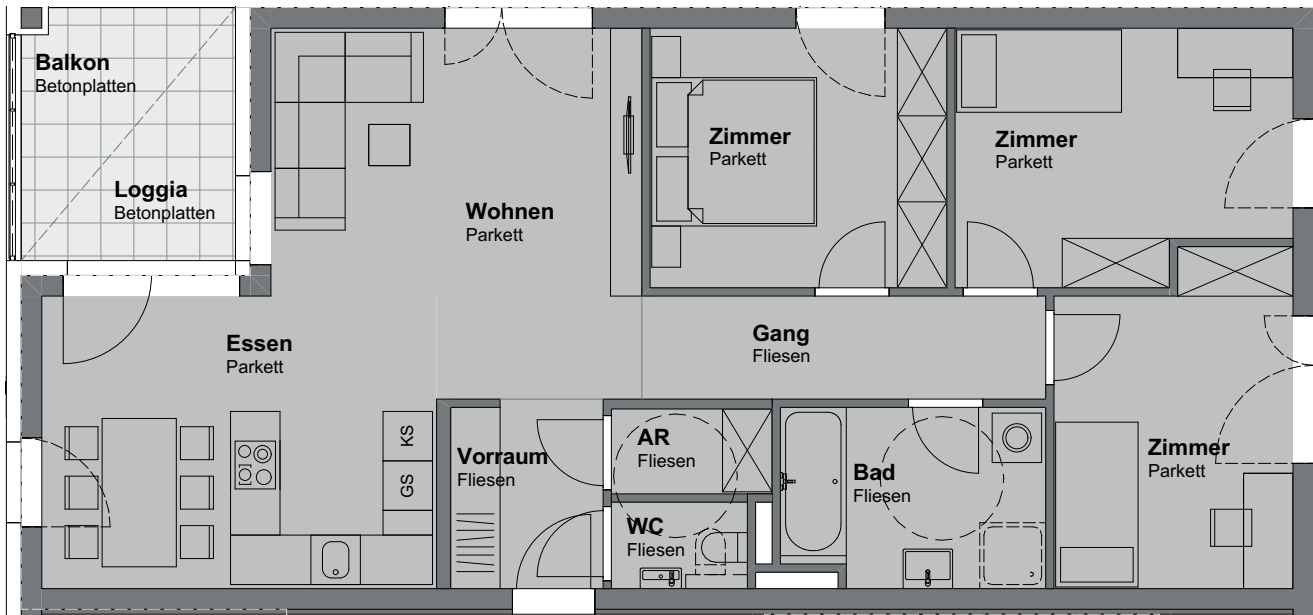 Balkon
Betonplatten
Loggia
Betonplatten
Wohnen
Parkett
Zimmer
Parkett
Zimmer
Parkett
Essen
Parkett
Gang
Fliesen
KS
GS
Vorraum
Fliesen
AR
Fliesen
WC
Fliesen
Bad
Fliesen
Zimmer
Parkett